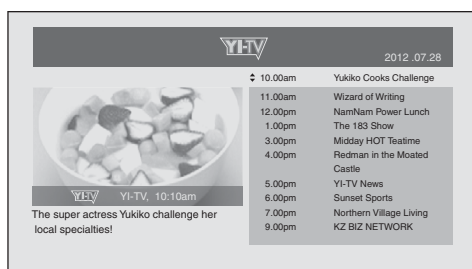 YI-TV
2012 .07.28
10.00am Yukiko Cooks Challenge
11.00am Wizard of Writing
12.00pm NamNam Power Lunch
1.00pm The 183 Show
3.00pm Midday HOT Teatime
4.00pm Redman in the Moated
Castle
5.00pm YI-TV News
6.00pm Sunset Sports
7.00pm Northern Village Living
9.00pm KZ BIZ NETWORK
YI-TV YI-TV, 10:10am
The super actress Yukiko challenge her
local specialties!